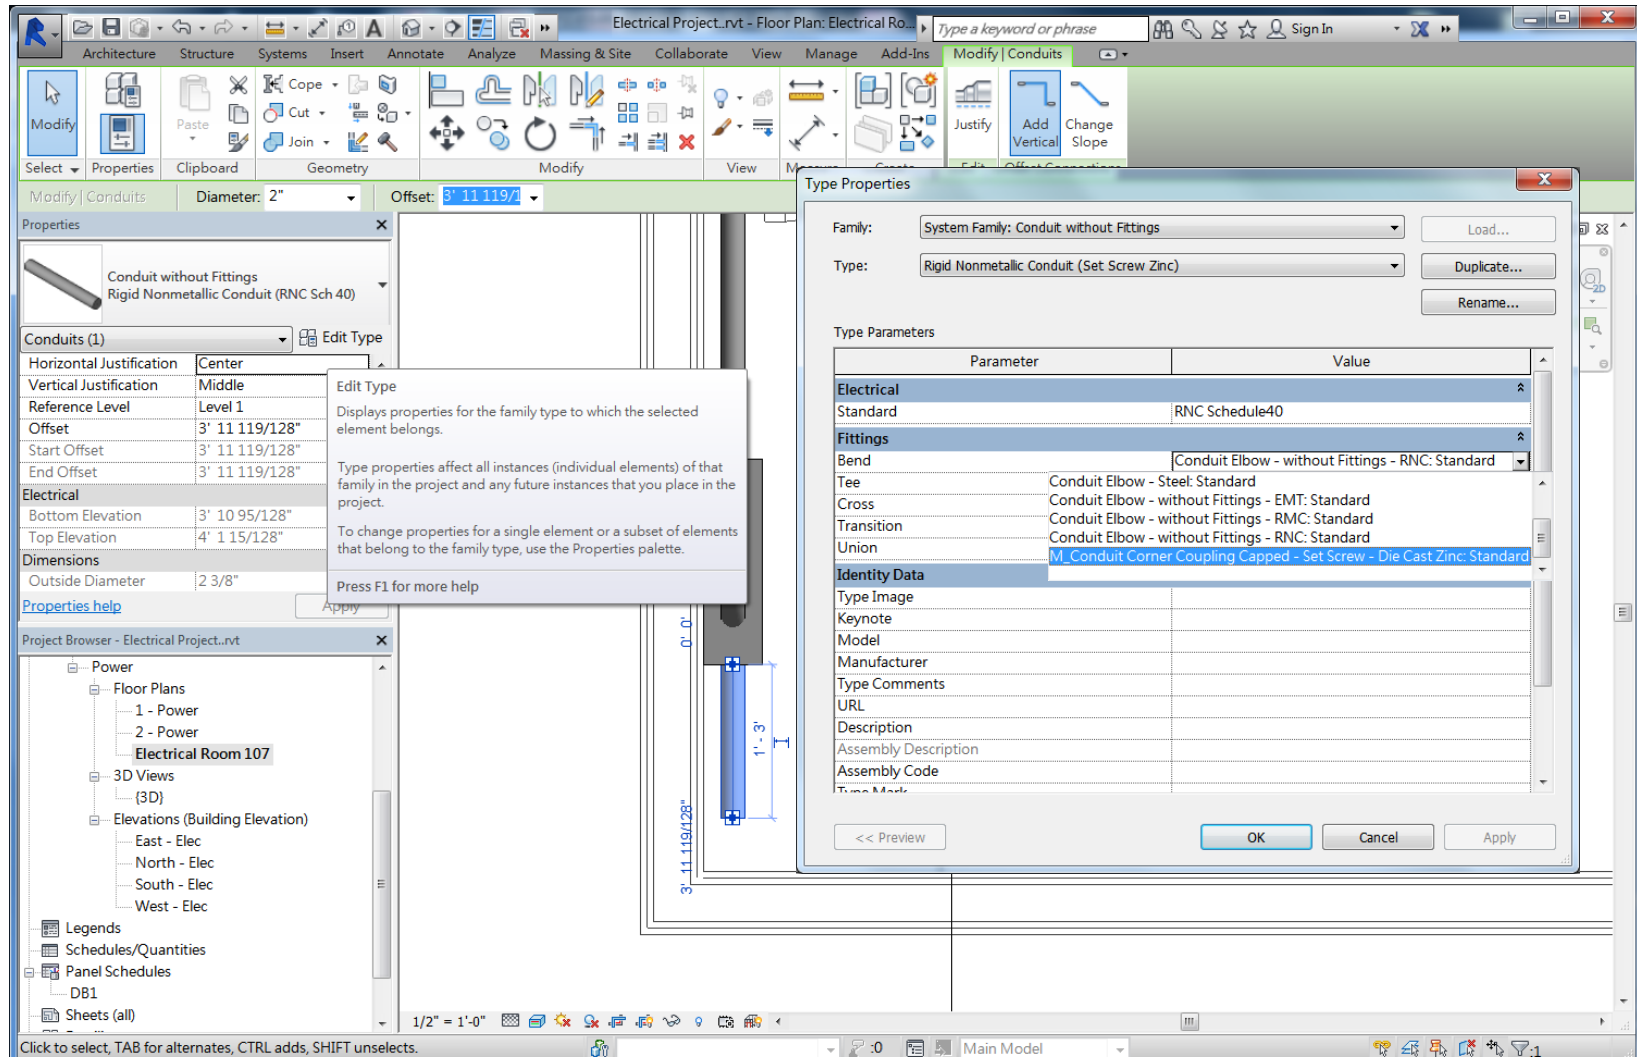 Electrical Project..rvt - Floor Plan: Electrical Ro...
Type a keyword or phrase
Sign In
Architecture Structure Systems Insert Annotate Analyze Massing & Site Collaborate View Manage Add-Ins Modify | Conduits
Modify
Paste
Cope
Cut
Join
Justify
Add Vertical
Change Slope
Select Properties Clipboard Geometry Modify View
Modify | Conduits Diameter: 2" Offset: 3' 11 119/1
Properties
Conduit without Fittings
Rigid Nonmetallic Conduit (RNC Sch 40)
Conduits (1) Edit Type
Horizontal Justification Center
Vertical Justification Middle
Reference Level Level 1
Offset 3' 11 119/128"
Start Offset 3' 11 119/128"
End Offset 3' 11 119/128"
Electrical
Bottom Elevation 3' 10 95/128"
Top Elevation 4' 1 15/128"
Dimensions
Outside Diameter 2 3/8"
Properties help Apply
Edit Type
Displays properties for the family type to which the selected
element belongs.
Type properties affect all instances (individual elements) of that
family in the project and any future instances that you place in the
project.
To change properties for a single element or a subset of elements
that belong to the family type, use the Properties palette.
Press F1 for more help
Project Browser - Electrical Project..rvt
Power
Floor Plans
1 - Power
2 - Power
Electrical Room 107
3D Views
{3D}
Elevations (Building Elevation)
East - Elec
North - Elec
South - Elec
West - Elec
Legends
Schedules/Quantities
Panel Schedules
DB1
Sheets (all)
0' 0"
1' - 3"
3' 11 119/128"
Type Properties
Family: System Family: Conduit without Fittings Load...
Type: Rigid Nonmetallic Conduit (Set Screw Zinc) Duplicate...
Rename...
Type Parameters
Parameter Value
Electrical
Standard RNC Schedule40
Fittings
Bend Conduit Elbow - without Fittings - RNC: Standard
Tee
Cross
Transition
Union
Conduit Elbow - Steel: Standard
Conduit Elbow - without Fittings - EMT: Standard
Conduit Elbow - without Fittings - RMC: Standard
Conduit Elbow - without Fittings - RNC: Standard
M_Conduit Corner Coupling Capped - Set Screw - Die Cast Zinc: Standard
Identity Data
Type Image
Keynote
Model
Manufacturer
Type Comments
URL
Description
Assembly Description
Assembly Code
Type Mark
<< Preview OK Cancel Apply
2D
1/2" = 1'-0"
Click to select, TAB for alternates, CTRL adds, SHIFT unselects.
:0
Main Model
:1